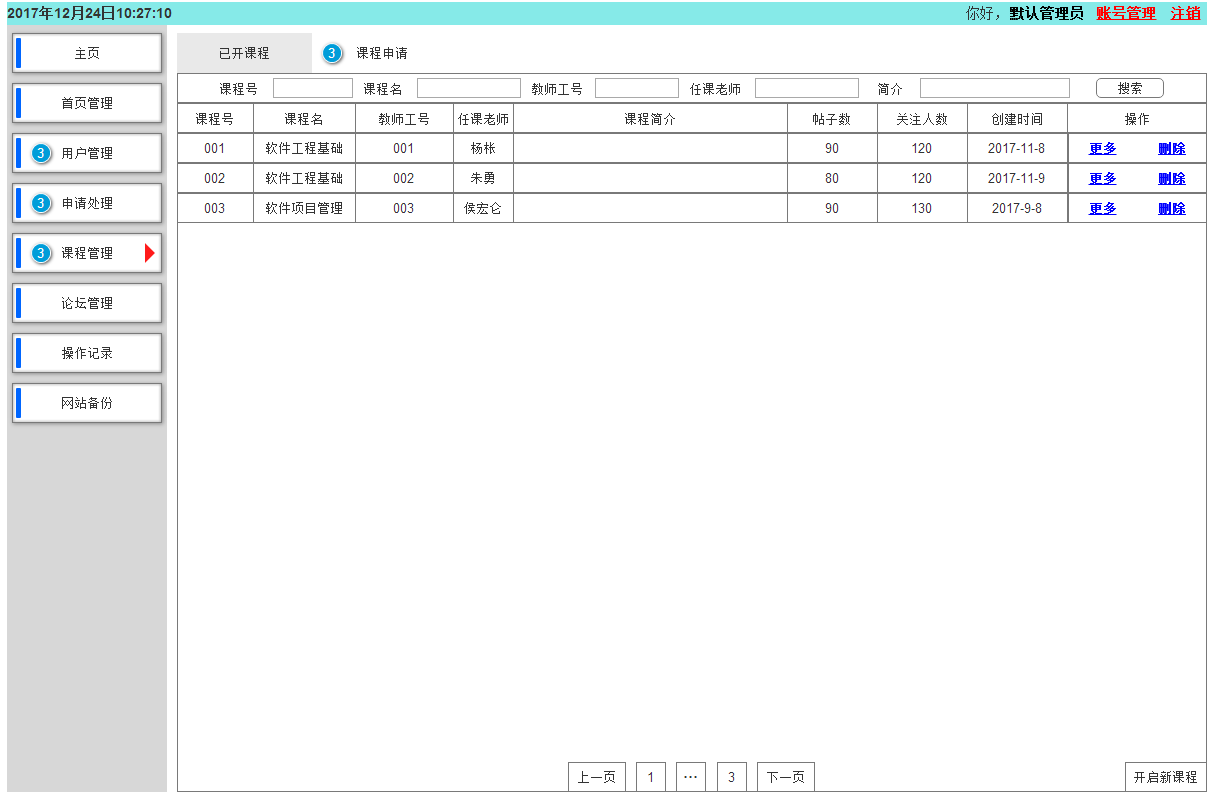 2017年12月24日10:27:10
你好，默认管理员 账号管理 注销
主页
首页管理
3 用户管理
3 申请处理
3 课程管理
论坛管理
操作记录
网站备份
已开课程 3 课程申请
课程号 课程名 教师工号 任课老师 简介 搜索
课程号 课程名 教师工号 任课老师 课程简介 帖子数 关注人数 创建时间 操作
001 软件工程基础 001 杨枨 90 120 2017-11-8 更多 删除
002 软件工程基础 002 朱勇 80 120 2017-11-9 更多 删除
003 软件项目管理 003 侯宏仑 90 130 2017-9-8 更多 删除
上一页 1 … 3 下一页 开启新课程